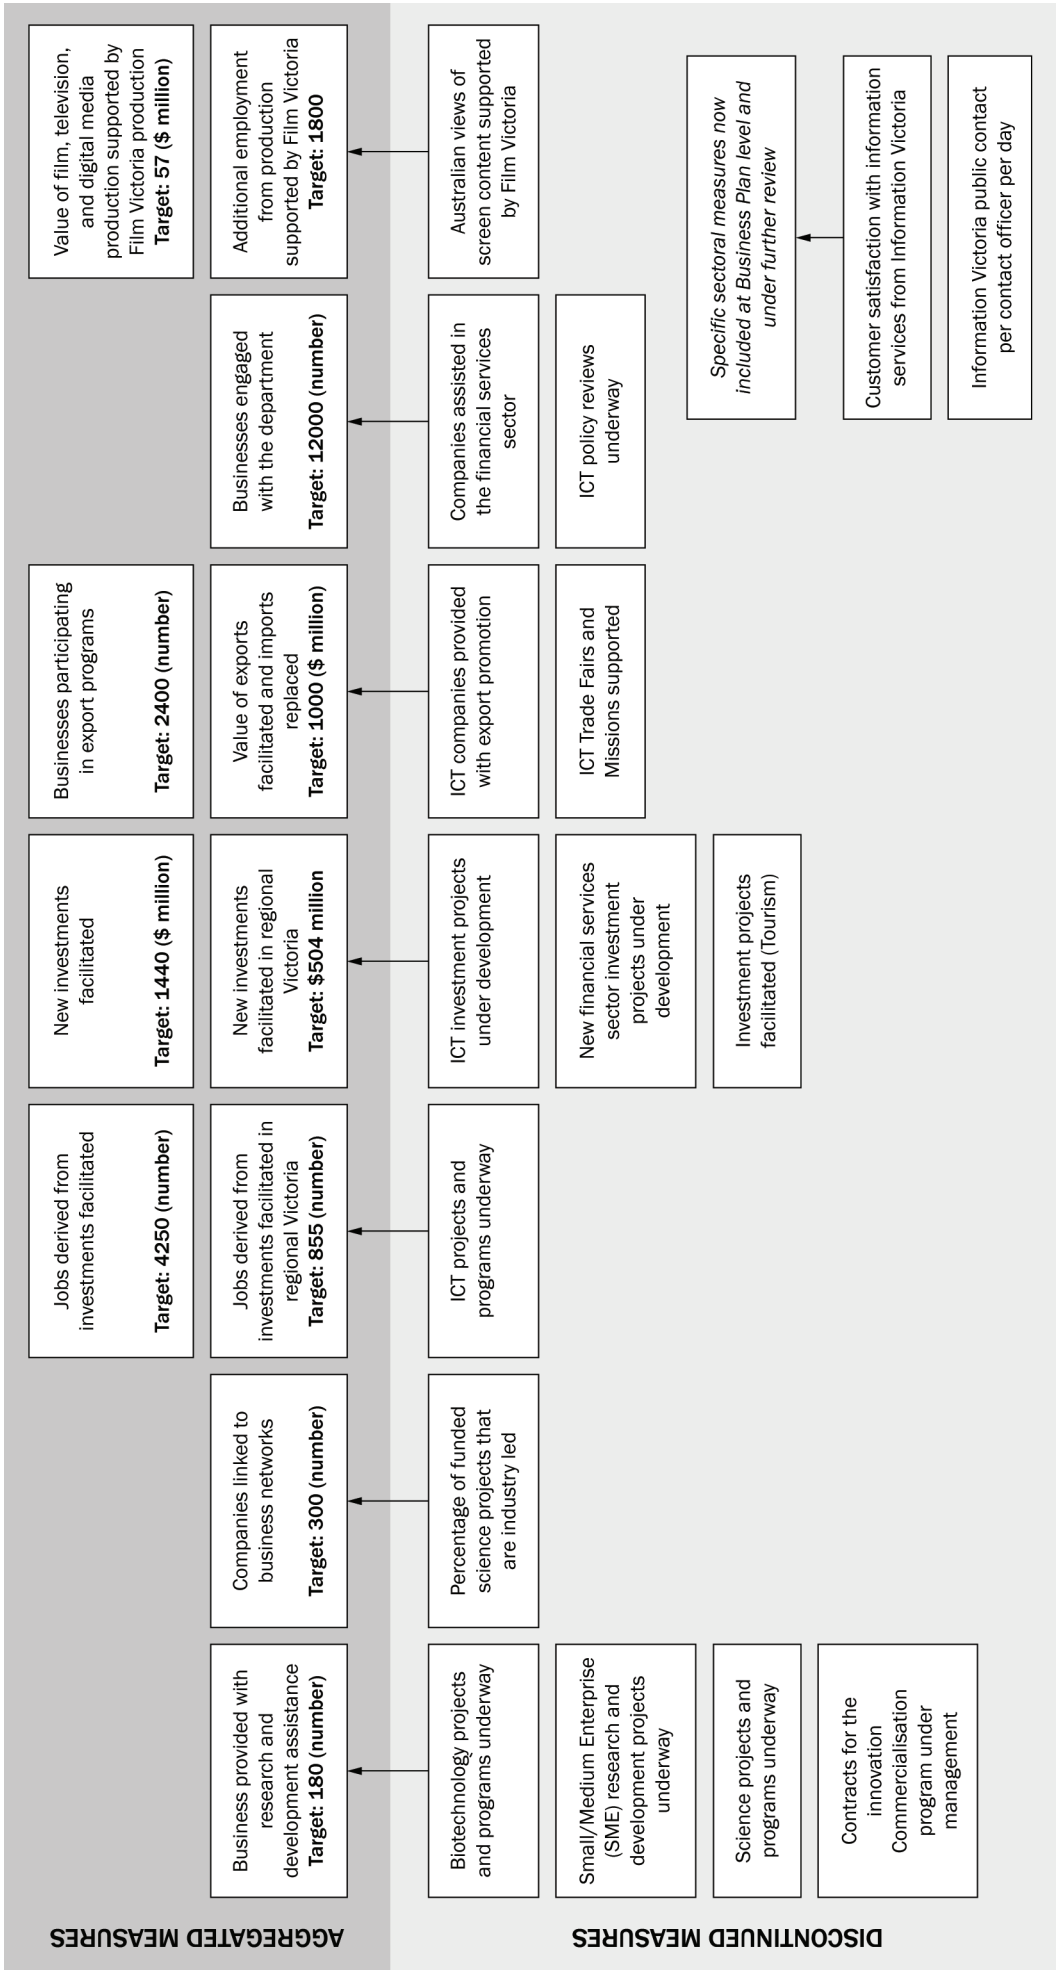 AGGREGATED MEASURES
Business provided with
research and
development assistance
Target: 180 (number)
Companies linked to
business networks
Target: 300 (number)
Jobs derived from
investments facilitated
Target: 4250 (number)
Jobs derived from
investments facilitated in
regional Victoria
Target: 855 (number)
New investments
facilitated
Target: 1440 ($ million)
New investments
facilitated in regional
Victoria
Target: $504 million
Businesses participating
in export programs
Target: 2400 (number)
Value of exports
facilitated and imports
replaced
Target: 1000 ($ million)
Businesses engaged
with the department
Target: 12000 (number)
Value of film, television,
and digital media
production supported by
Film Victoria production
Target: 57 ($ million)
Additional employment
from production
supported by Film Victoria
Target: 1800
DISCONTINUED MEASURES
Biotechnology projects
and programs underway
Small/Medium Enterprise
(SME) research and
development projects
underway
Science projects and
programs underway
Contracts for the
innovation
Commercialisation
program under
management
Percentage of funded
science projects that
are industry led
ICT projects and
programs underway
ICT investment projects
under development
New financial services
sector investment
projects under
development
Investment projects
facilitated (Tourism)
ICT companies provided
with export promotion
ICT Trade Fairs and
Missions supported
Companies assisted in
the financial services
sector
ICT policy reviews
underway
Australian views of
screen content supported
by Film Victoria
Specific sectoral measures now
included at Business Plan level and
under further review
Customer satisfaction with information
services from Information Victoria
Information Victoria public contact
per contact officer per day